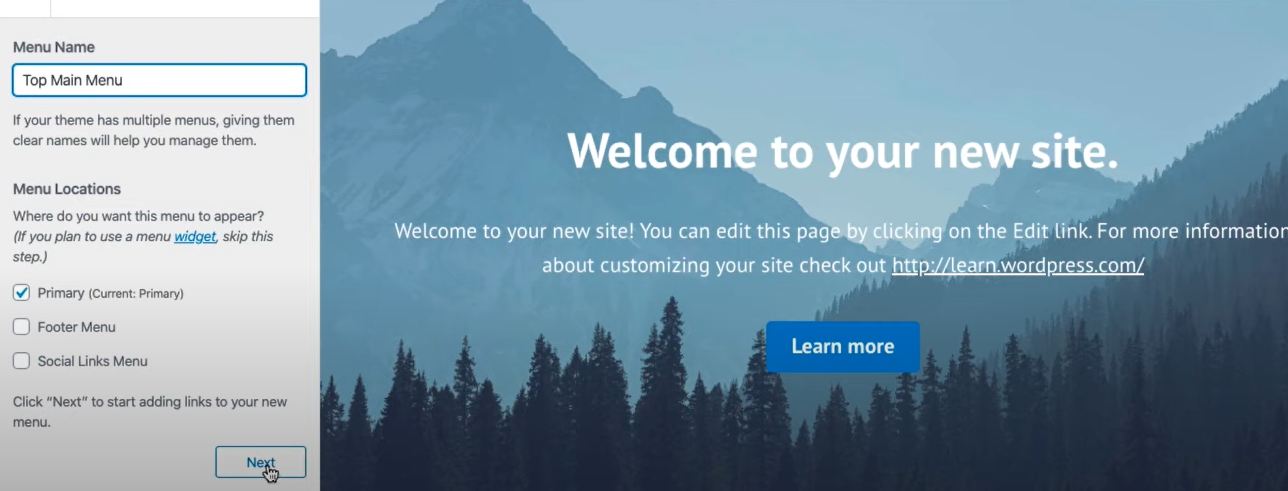 Menu Name
Top Main Menu
If your theme has multiple menus, giving them
clear names will help you manage them.
Menu Locations
Where do you want this menu to appear?
(If you plan to use a menu widget, skip this
step.)
Primary (Current: Primary)
Footer Menu
Social Links Menu
Click “Next” to start adding links to your new
menu.
Next
Welcome to your new site.
Welcome to your new site! You can edit this page by clicking on the Edit link. For more information
about customizing your site check out http://learn.wordpress.com/
Learn more